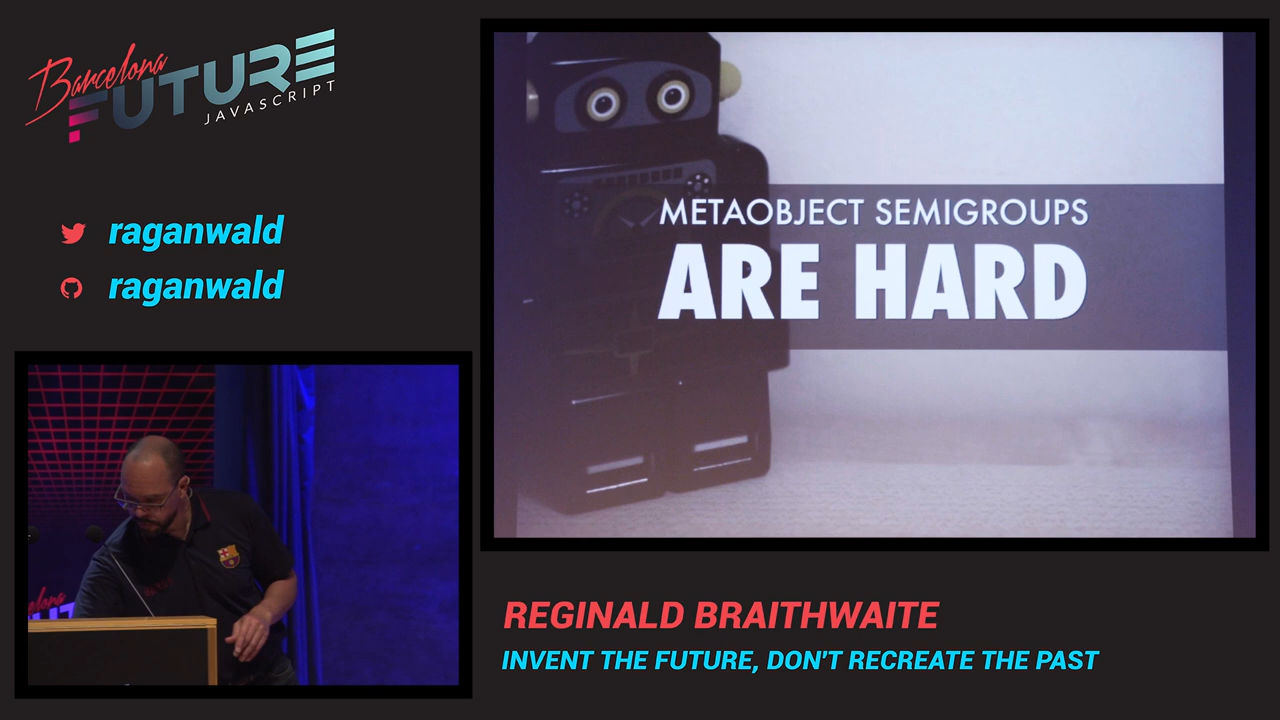 Barcelona
FUTURE
JAVASCRIPT
raganwald
raganwald
METAOBJECT SEMIGROUPS
ARE HARD
REGINALD BRAITHWAITE
INVENT THE FUTURE, DON'T RECREATE THE PAST